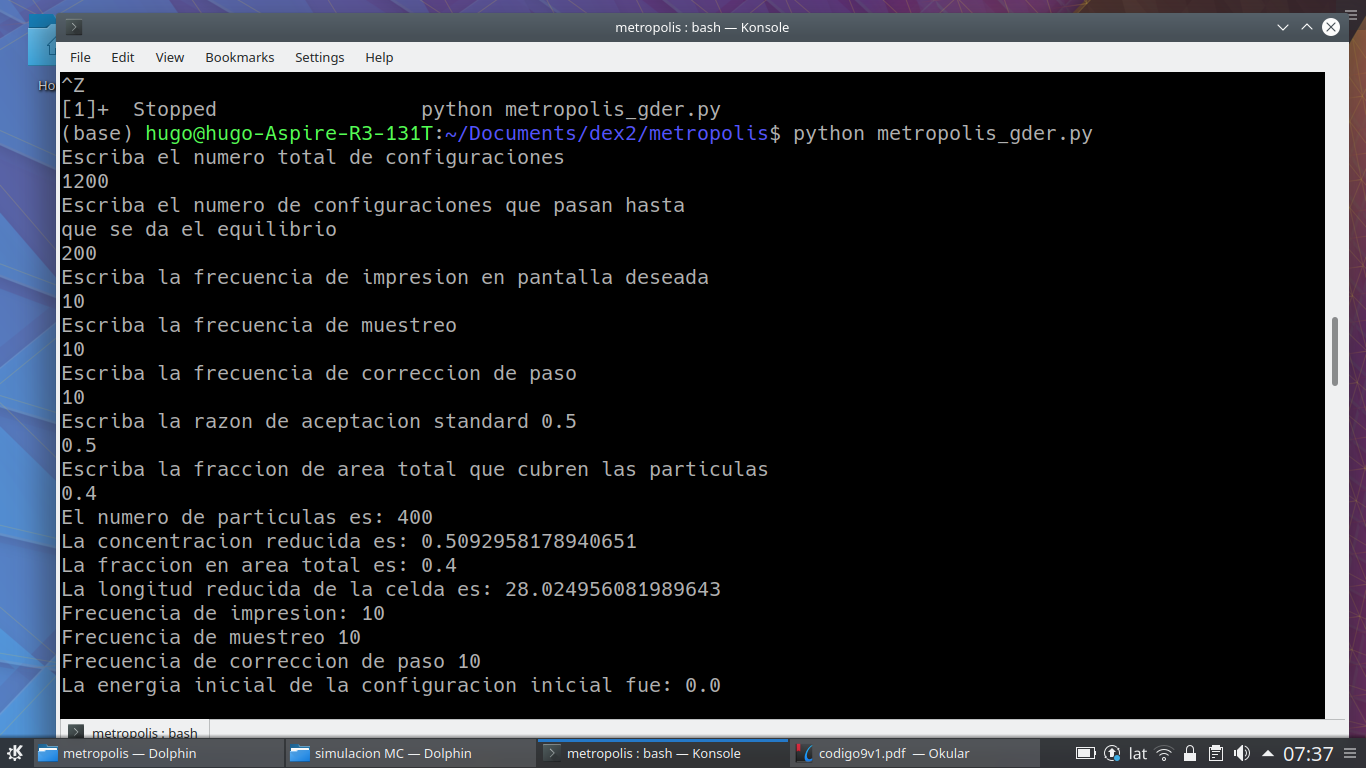 metropolis : bash — Konsole
File Edit View Bookmarks Settings Help
Ho
^Z
[1]+  Stopped                 python metropolis_gder.py
(base) hugo@hugo-Aspire-R3-131T:~/Documents/dex2/metropolis$ python metropolis_gder.py
Escriba el numero total de configuraciones
1200
Escriba el numero de configuraciones que pasan hasta
que se da el equilibrio
200
Escriba la frecuencia de impresion en pantalla deseada
10
Escriba la frecuencia de muestreo
10
Escriba la frecuencia de correccion de paso
10
Escriba la razon de aceptacion standard 0.5
0.5
Escriba la fraccion de area total que cubren las particulas
0.4
El numero de particulas es: 400
La concentracion reducida es: 0.5092958178940651
La fraccion en area total es: 0.4
La longitud reducida de la celda es: 28.024956081989643
Frecuencia de impresion: 10
Frecuencia de muestreo 10
Frecuencia de correccion de paso 10
La energia inicial de la configuracion inicial fue: 0.0
metropolis : bash
metropolis — Dolphin simulacion MC — Dolphin metropolis : bash — Konsole codigo9v1.pdf — Okular lat 07:37